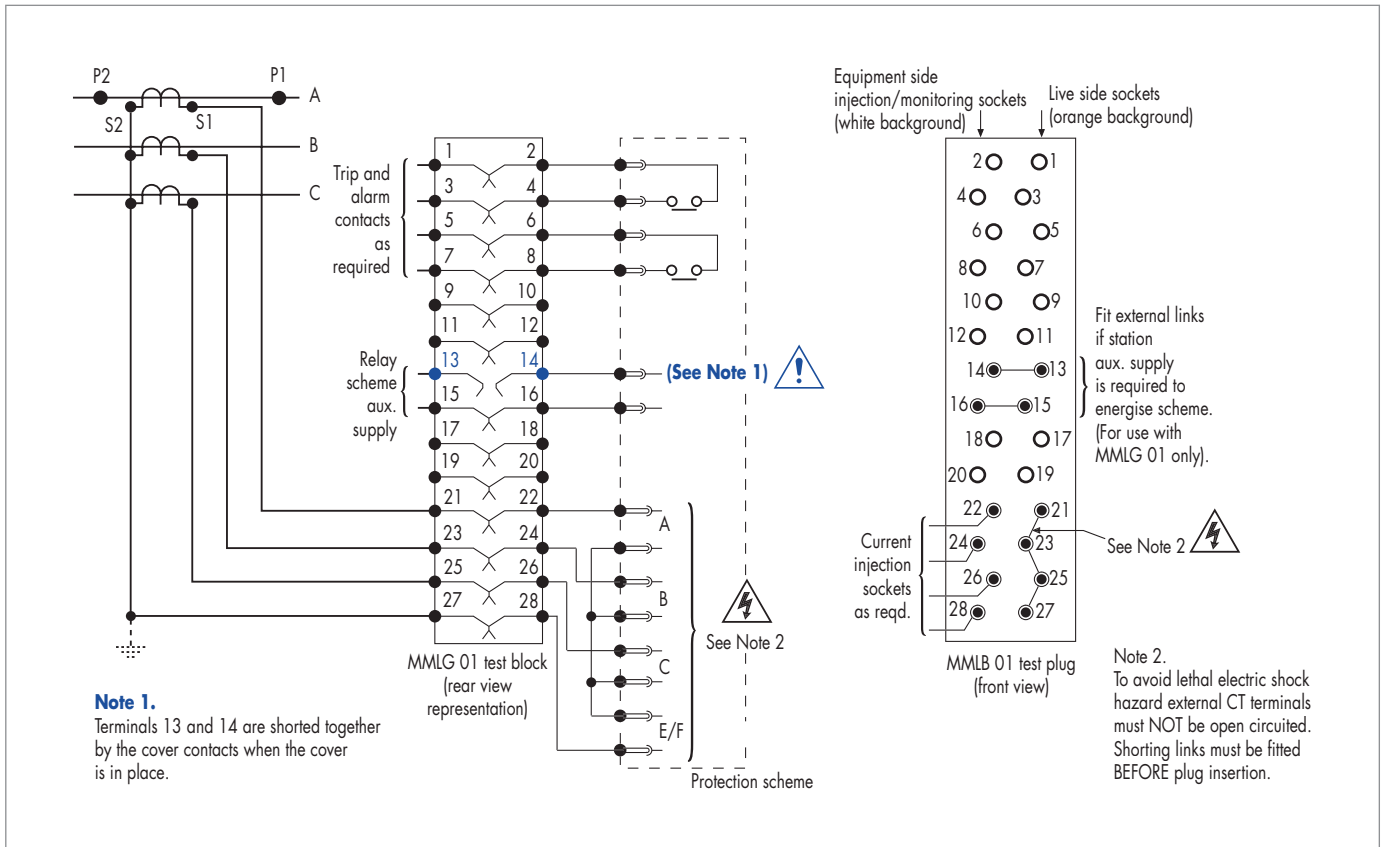 P2
P1
A
S2
S1
B
C
Trip and
alarm
contacts
as
required
Relay
scheme
aux.
supply
1 2
3 4
5 6
7 8
9 10
11 12
13 14
15 16
17 18
19 20
21 22
23 24
25 26
27 28
MMLG 01 test block
(rear view
representation)
(See Note 1)
A
B
C
E/F
See Note 2
Protection scheme
Note 1.
Terminals 13 and 14 are shorted together
by the cover contacts when the cover
is in place.
Equipment side
injection/monitoring sockets
(white background)
Live side sockets
(orange background)
2 1
4 3
6 5
8 7
10 9
12 11
14 13
16 15
18 17
20 19
22 21
24 23
26 25
28 27
Fit external links
if station
aux. supply
is required to
energise scheme.
(For use with
MMLG 01 only).
Current
injection
sockets
as reqd.
See Note 2
MMLB 01 test plug
(front view)
Note 2.
To avoid lethal electric shock
hazard external CT terminals
must NOT be open circuited.
Shorting links must be fitted
BEFORE plug insertion.